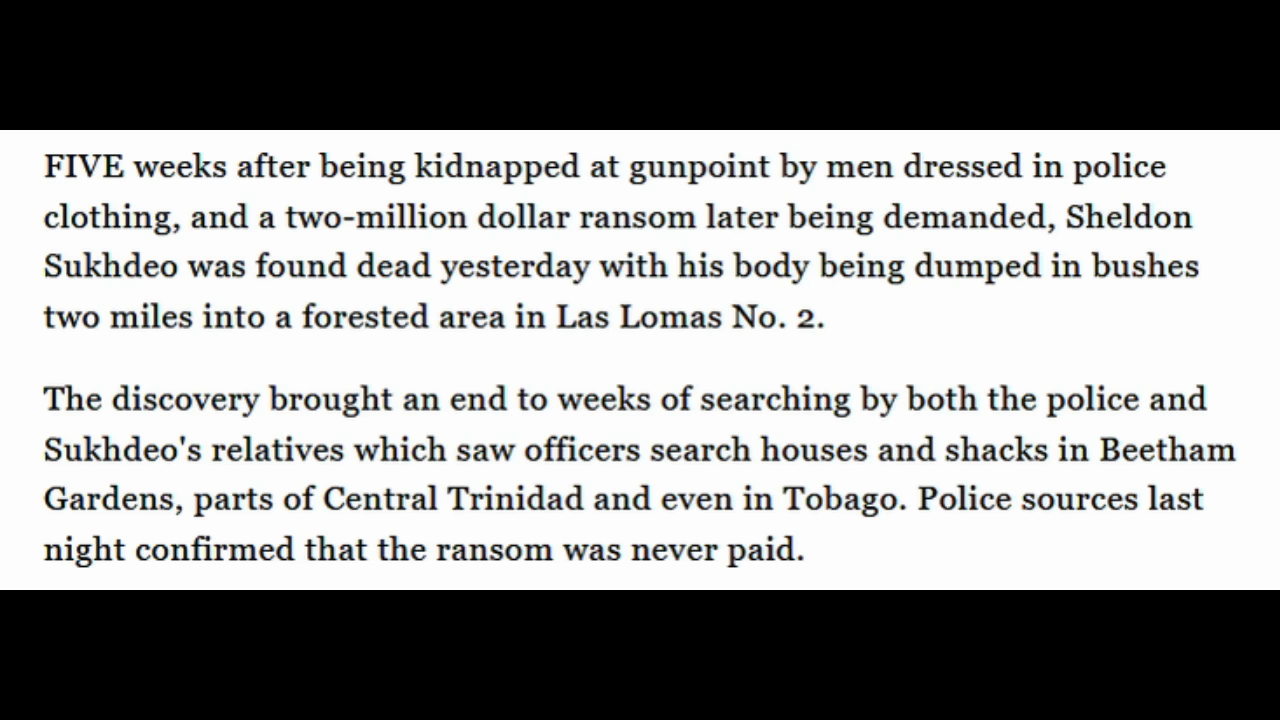 FIVE weeks after being kidnapped at gunpoint by men dressed in police
clothing, and a two-million dollar ransom later being demanded, Sheldon
Sukhdeo was found dead yesterday with his body being dumped in bushes
two miles into a forested area in Las Lomas No. 2.
The discovery brought an end to weeks of searching by both the police and
Sukhdeo's relatives which saw officers search houses and shacks in Beetham
Gardens, parts of Central Trinidad and even in Tobago. Police sources last
night confirmed that the ransom was never paid.